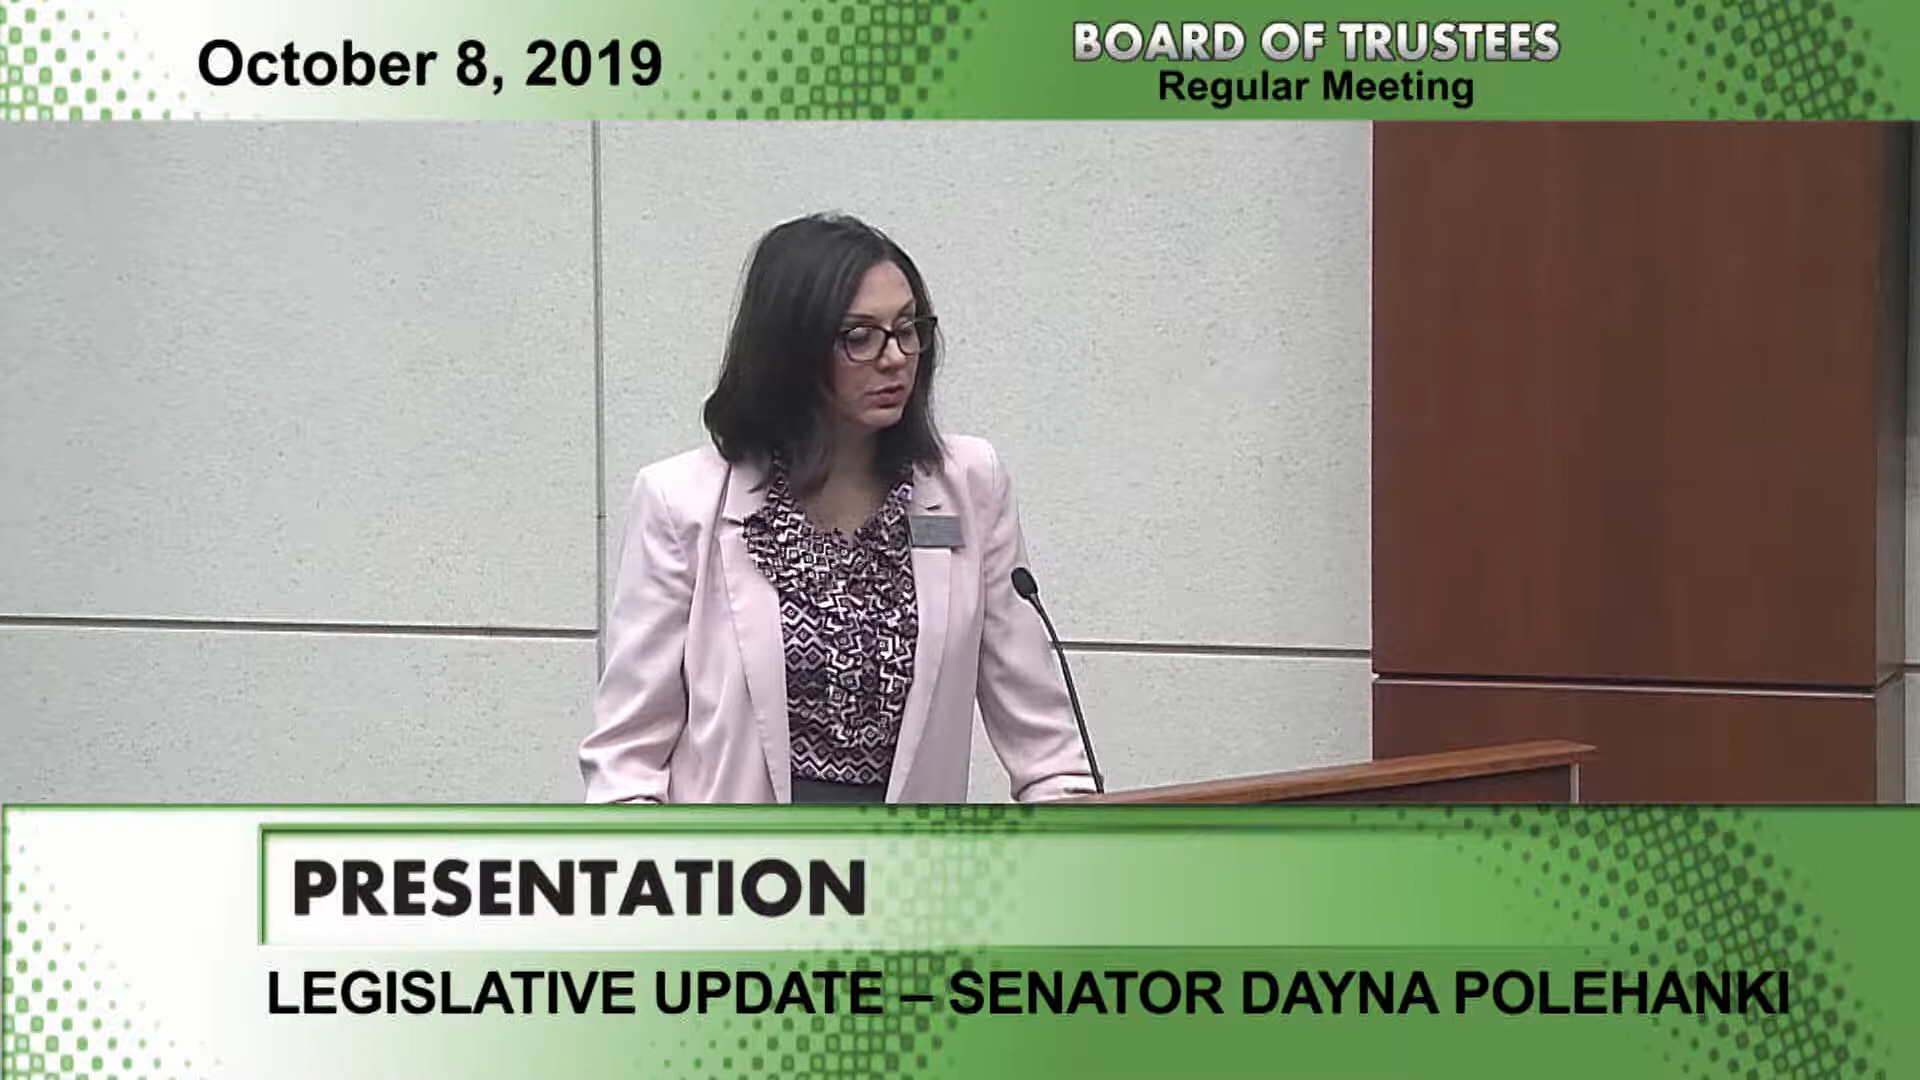 October 8, 2019
BOARD OF TRUSTEES
Regular Meeting
PRESENTATION
LEGISLATIVE UPDATE – SENATOR DAYNA POLEHANKI